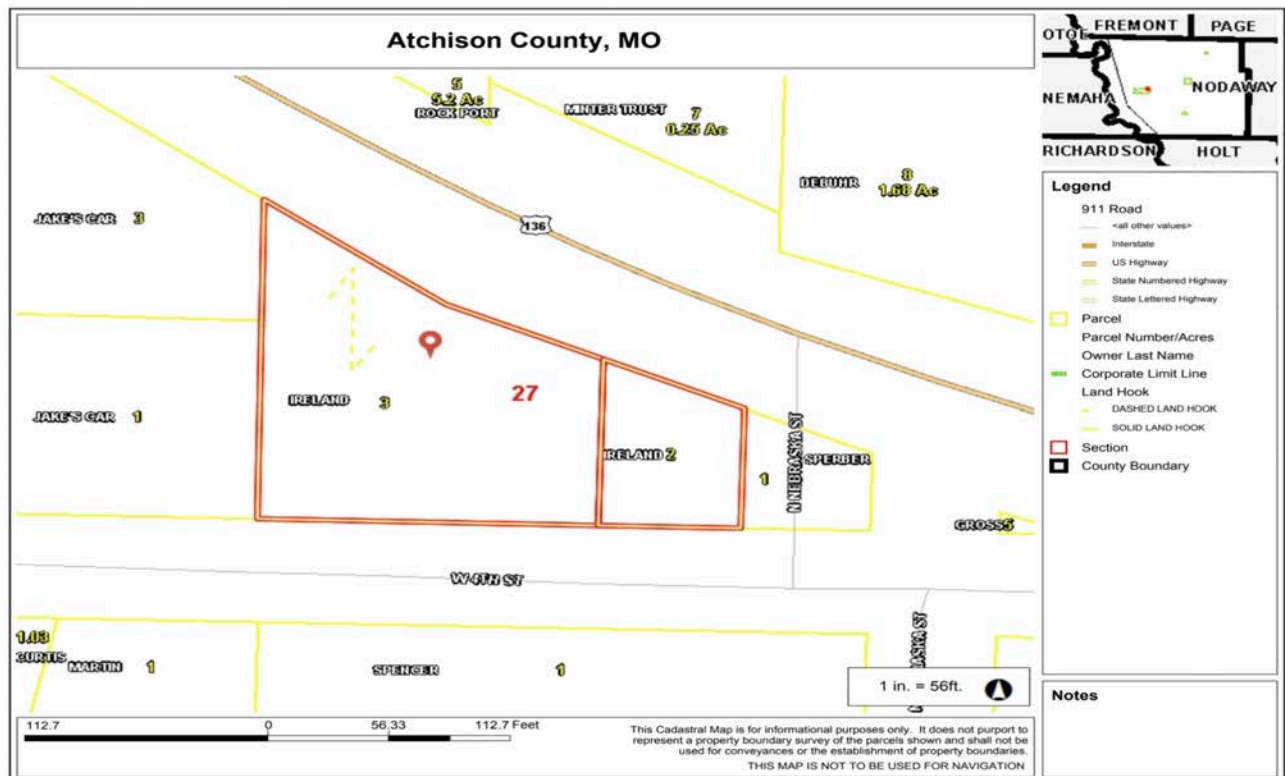 Atchison County, MO
FREMONT
PAGE
OTOE
NODAWAY
NEMAHA
RICHARDSON
HOLT
5
5.2 Ac
ROCK PORT
MINTER TRUST
7
0.25 Ac
DEBUHR
8
1.68 Ac
136
JAKE'S CAR 3
JAKE'S CAR 1
IRELAND 3
27
IRELAND 2
1
N NEBRASKA ST
SPERBER
GROSS 5
W 4TH ST
1.03
CURTIS
MARTIN 1
SPENCER 1
RASKA ST
1 in. = 56ft.
Legend
911 Road
<all other values>
Interstate
US Highway
State Numbered Highway
State Lettered Highway
Parcel
Parcel Number/Acres
Owner Last Name
Corporate Limit Line
Land Hook
DASHED LAND HOOK
SOLID LAND HOOK
Section
County Boundary
Notes
112.7 0 56.33 112.7 Feet
This Cadastral Map is for informational purposes only. It does not purport to
represent a property boundary survey of the parcels shown and shall not be
used for conveyances or the establishment of property boundaries.
THIS MAP IS NOT TO BE USED FOR NAVIGATION